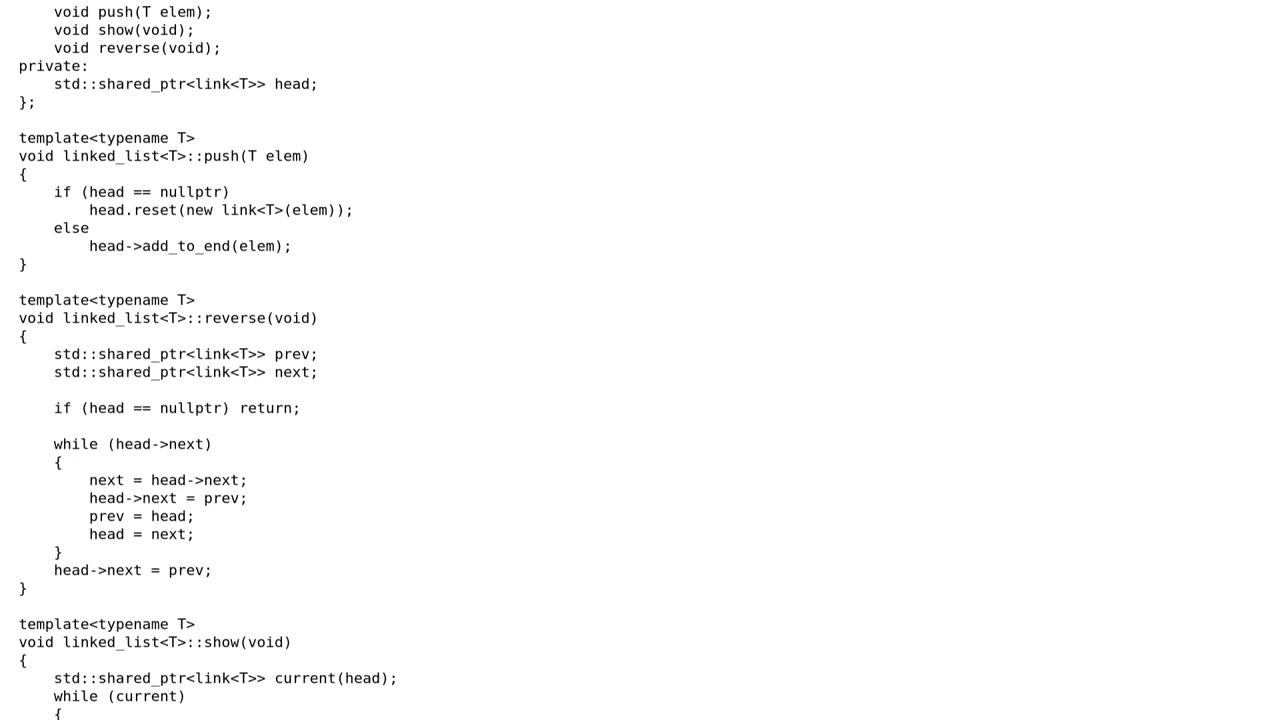 void push(T elem);
    void show(void);
    void reverse(void);
private:
    std::shared_ptr<link<T>> head;
};

template<typename T>
void linked_list<T>::push(T elem)
{
    if (head == nullptr)
        head.reset(new link<T>(elem));
    else
        head->add_to_end(elem);
}

template<typename T>
void linked_list<T>::reverse(void)
{
    std::shared_ptr<link<T>> prev;
    std::shared_ptr<link<T>> next;

    if (head == nullptr) return;

    while (head->next)
    {
        next = head->next;
        head->next = prev;
        prev = head;
        head = next;
    }
    head->next = prev;
}

template<typename T>
void linked_list<T>::show(void)
{
    std::shared_ptr<link<T>> current(head);
    while (current)
    {